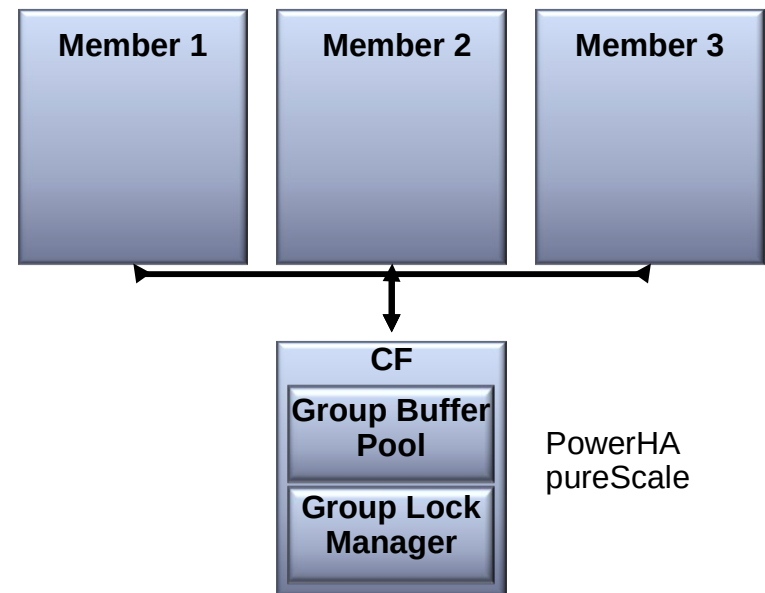 Member 1
Member 2
Member 3
CF
Group Buffer
Pool
Group Lock
Manager
PowerHA
pureScale